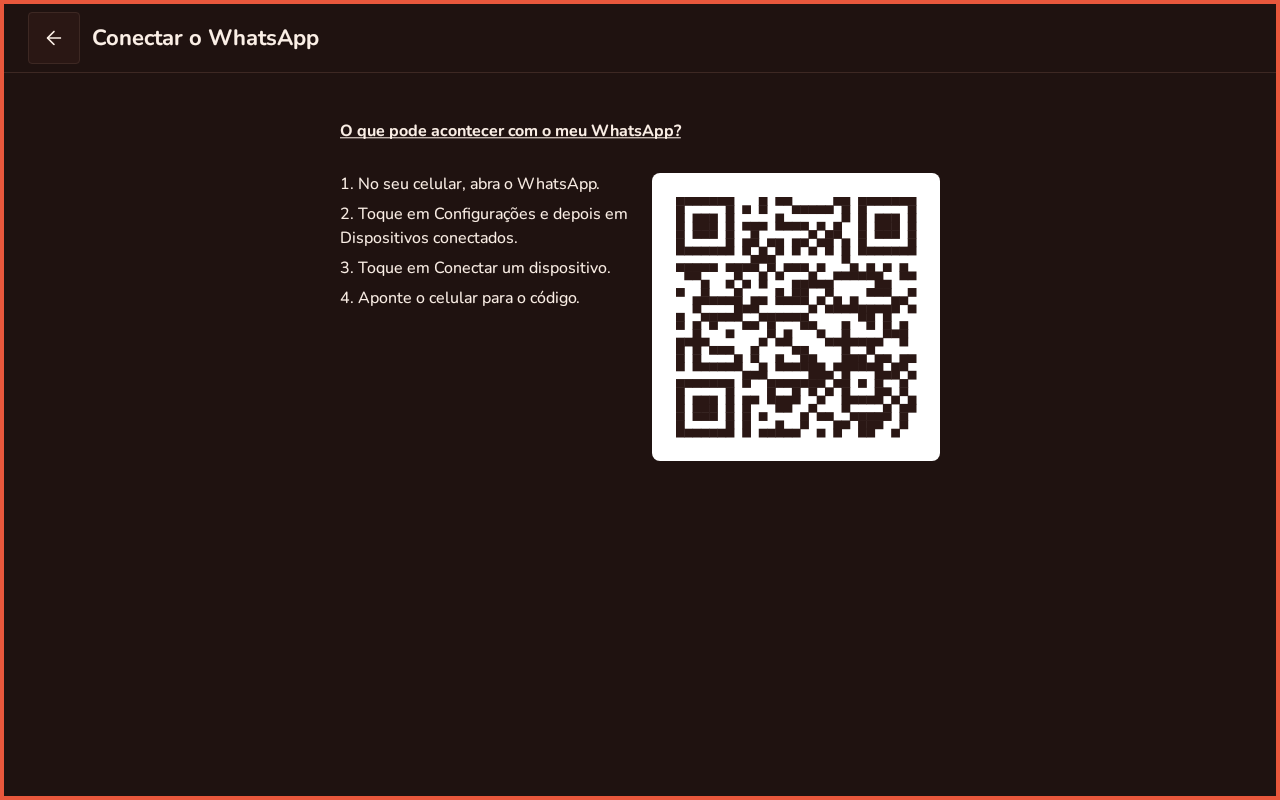 Conectar o WhatsApp
O que pode acontecer com o meu WhatsApp?
1. No seu celular, abra o WhatsApp.
2. Toque em Configurações e depois em
Dispositivos conectados.
3. Toque em Conectar um dispositivo.
4. Aponte o celular para o código.